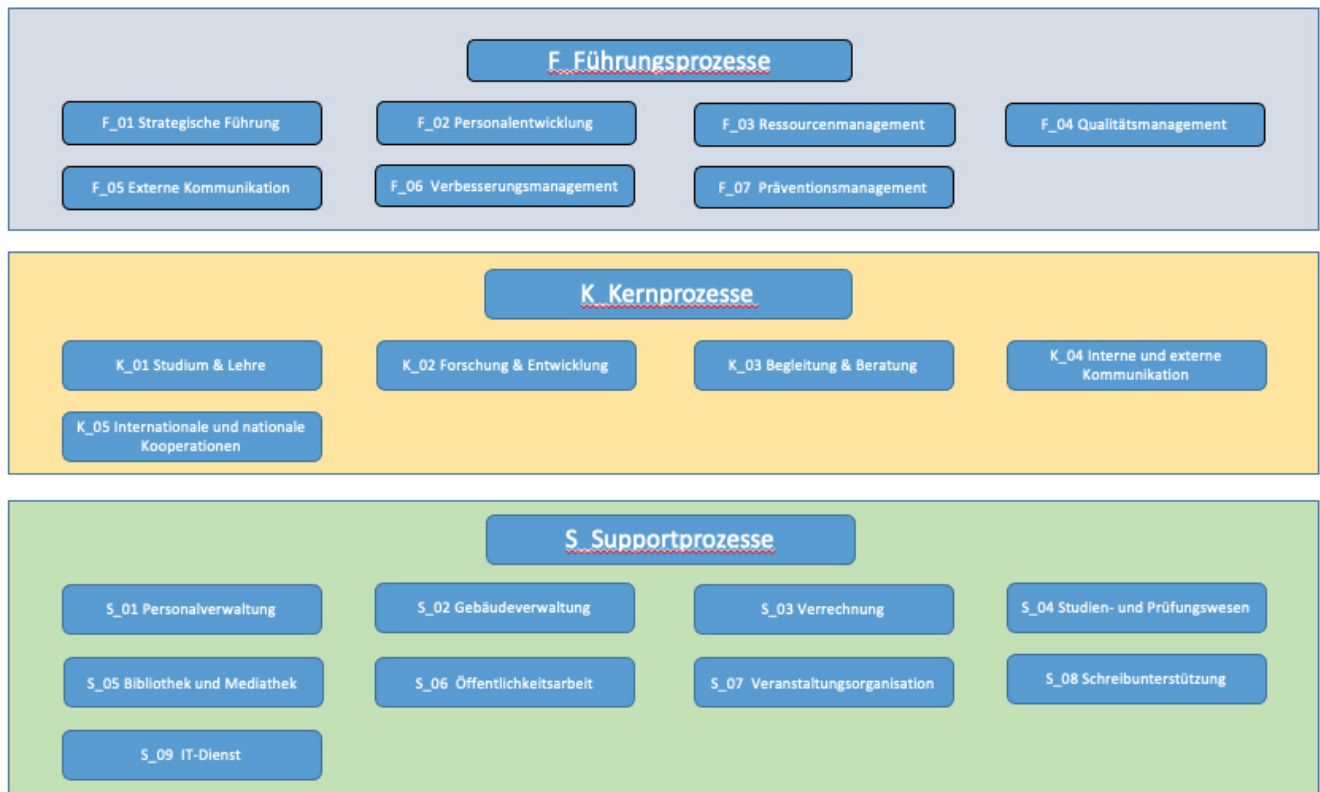 F_Führungsprozesse
F_01 Strategische Führung
F_02 Personalentwicklung
F_03 Ressourcenmanagement
F_04 Qualitätsmanagement
F_05 Externe Kommunikation
F_06 Verbesserungsmanagement
F_07 Präventionsmanagement
K_Kernprozesse
K_01 Studium & Lehre
K_02 Forschung & Entwicklung
K_03 Begleitung & Beratung
K_04 Interne und externe
Kommunikation
K_05 Internationale und nationale
Kooperationen
S_Supportprozesse
S_01 Personalverwaltung
S_02 Gebäudeverwaltung
S_03 Verrechnung
S_04 Studien- und Prüfungswesen
S_05 Bibliothek und Mediathek
S_06 Öffentlichkeitsarbeit
S_07 Veranstaltungsorganisation
S_08 Schreibunterstützung
S_09 IT-Dienst